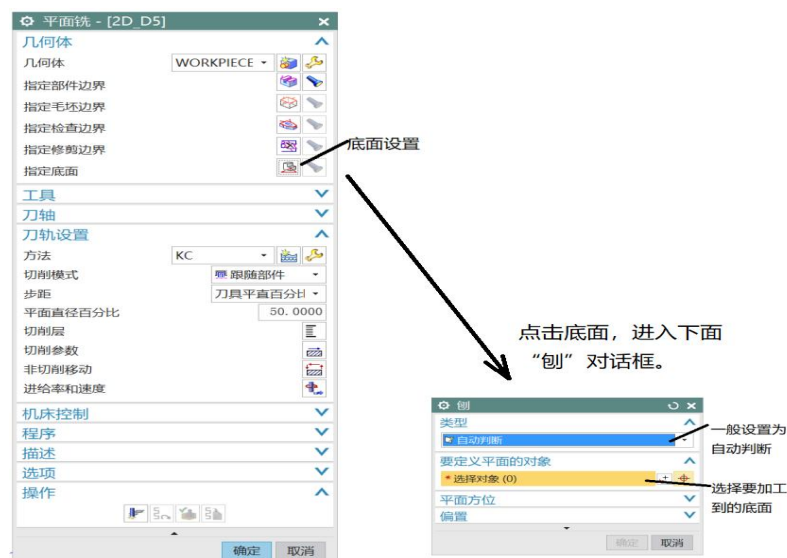 平面铣 - [2D_D5]
几何体
几何体 WORKPIECE
指定部件边界
指定毛坯边界
指定检查边界
指定修剪边界
指定底面
底面设置
工具
刀轴
刀轨设置
方法 KC
切削模式 跟随部件
步距 刀具平直百分比
平面直径百分比 50.0000
切削层
切削参数
非切削移动
进给率和速度
机床控制
程序
描述
选项
操作
确定 取消
点击底面，进入下面
“刨”对话框。
刨
类型
自动判断
要定义平面的对象
* 选择对象 (0)
平面方位
偏置
确定 取消
一般设置为
自动判断
选择要加工
到的底面